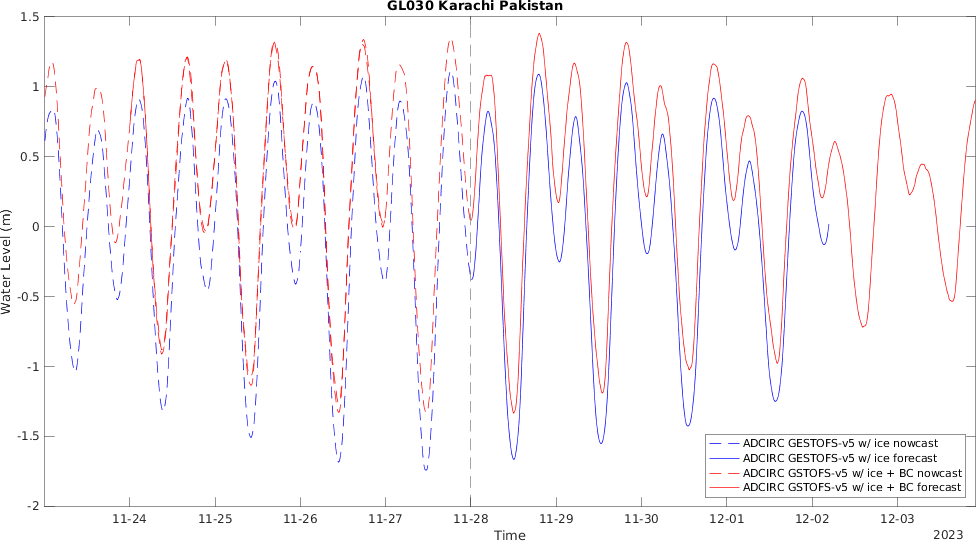 GL030 Karachi Pakistan
1.5
1
0.5
0
-0.5
-1
-1.5
-2
Water Level (m)
11-24
11-25
11-26
11-27
11-28
11-29
11-30
12-01
12-02
12-03
Time
2023
ADCIRC GESTOFS-v5 w/ ice nowcast
ADCIRC GESTOFS-v5 w/ ice forecast
ADCIRC GSTOFS-v5 w/ ice + BC nowcast
ADCIRC GSTOFS-v5 w/ ice + BC forecast